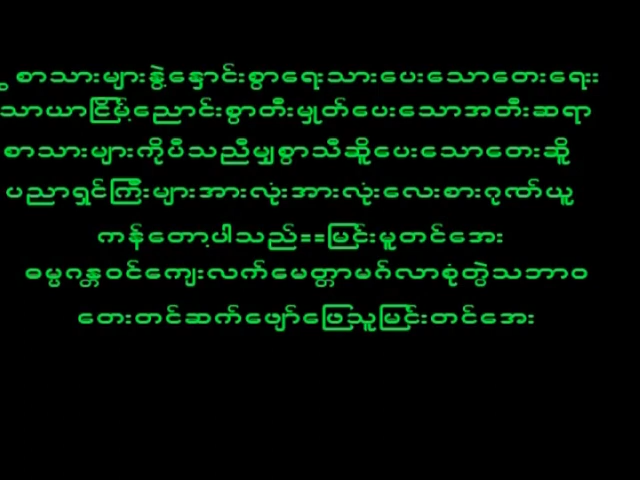 စာသားများနွဲ့နှောင်းစွာရေးသားပေးသောတေးရေး
သာယာငြိမ့်ညောင်းစွာတီးမှုတ်ပေးသောအတီးဆရာ
စာသားများကိုပီသညီမျှစွာသီဆိုပေးသောတေးဆို
ပညာရှင်ကြီးများအားလုံးအားလုံးလေးစားဂုဏ်ယူ
ကန်တော့ပါသည်==မြင်းမူတင်အေး
ဓမ္မဂန္တဝင်ကျေးလက်မေတ္တာမဂ်လာစုံတွဲသဘာဝ
တေးတင်ဆက်ဖျော်ဖြေသူမြင်းတင်အေး